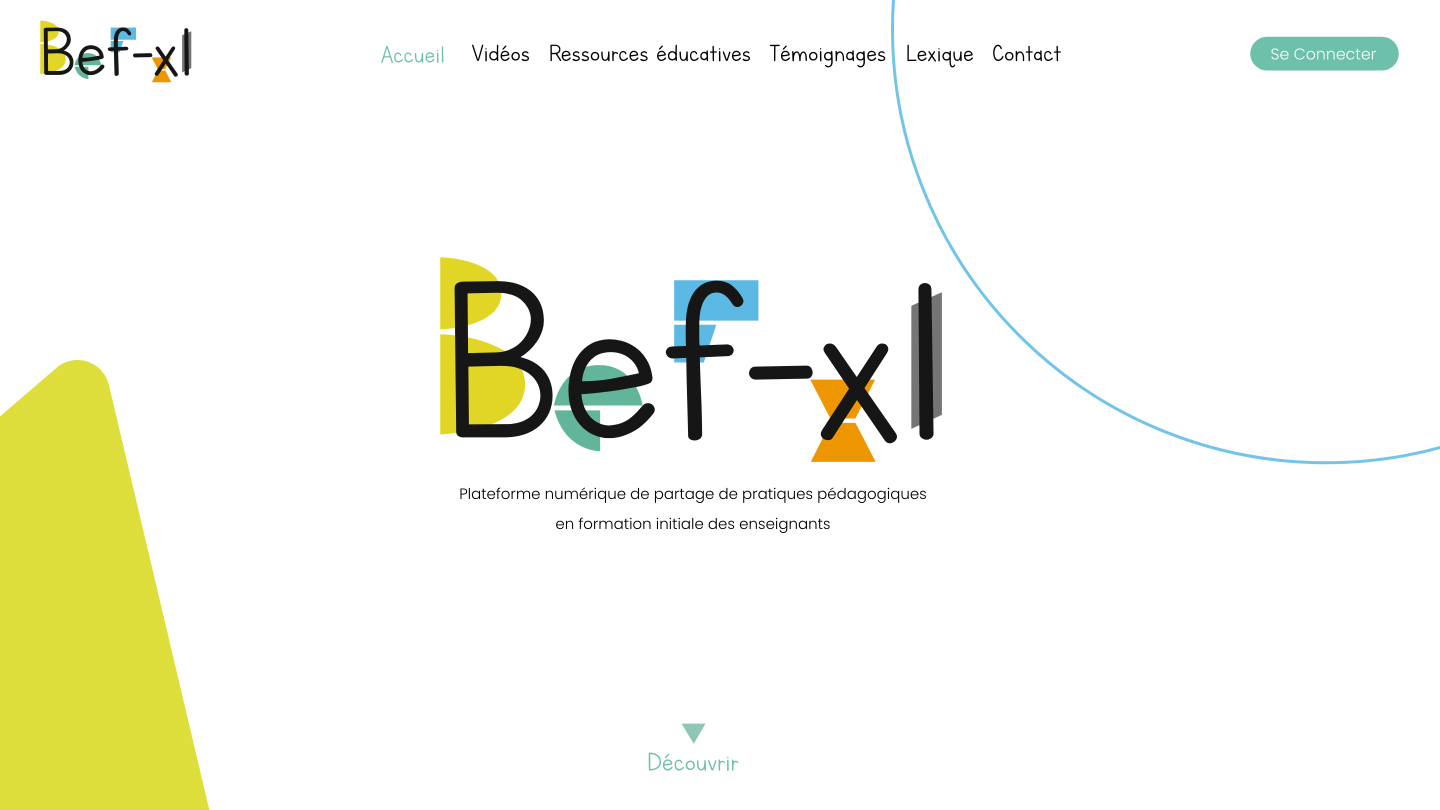 Bef-xl
Accueil Vidéos Ressources éducatives Témoignages Lexique Contact
Se Connecter
Bef-xl
Plateforme numérique de partage de pratiques pédagogiques
en formation initiale des enseignants
Découvrir